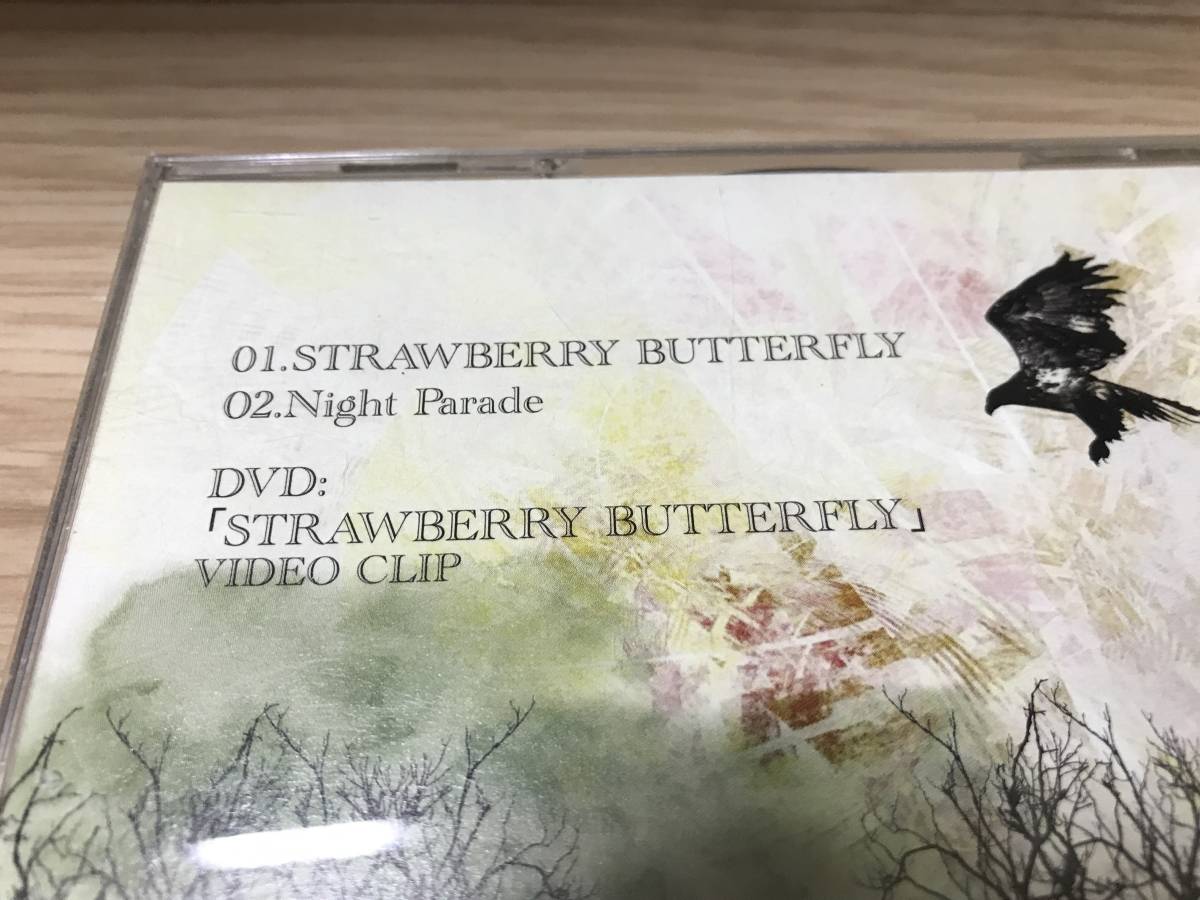 01.STRAWBERRY BUTTERFLY
02.Night Parade
DVD:
「STRAWBERRY BUTTERFLY」
VIDEO CLIP